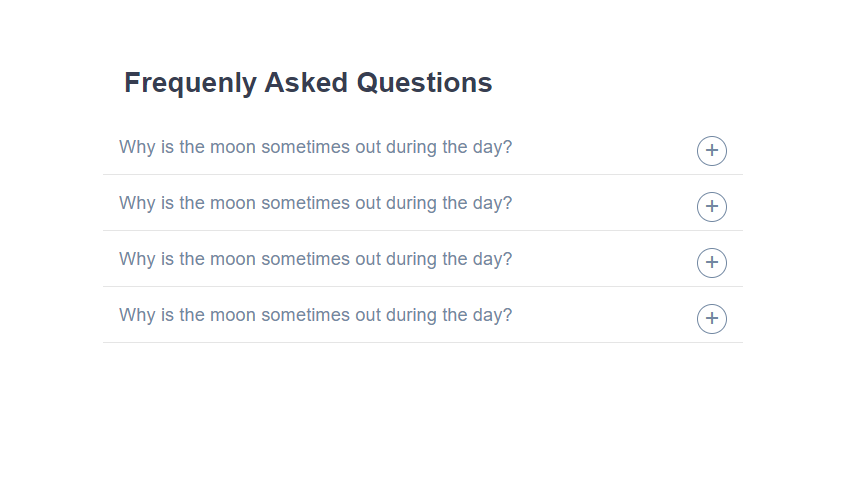 Frequenly Asked Questions
Why is the moon sometimes out during the day?
Why is the moon sometimes out during the day?
Why is the moon sometimes out during the day?
Why is the moon sometimes out during the day?